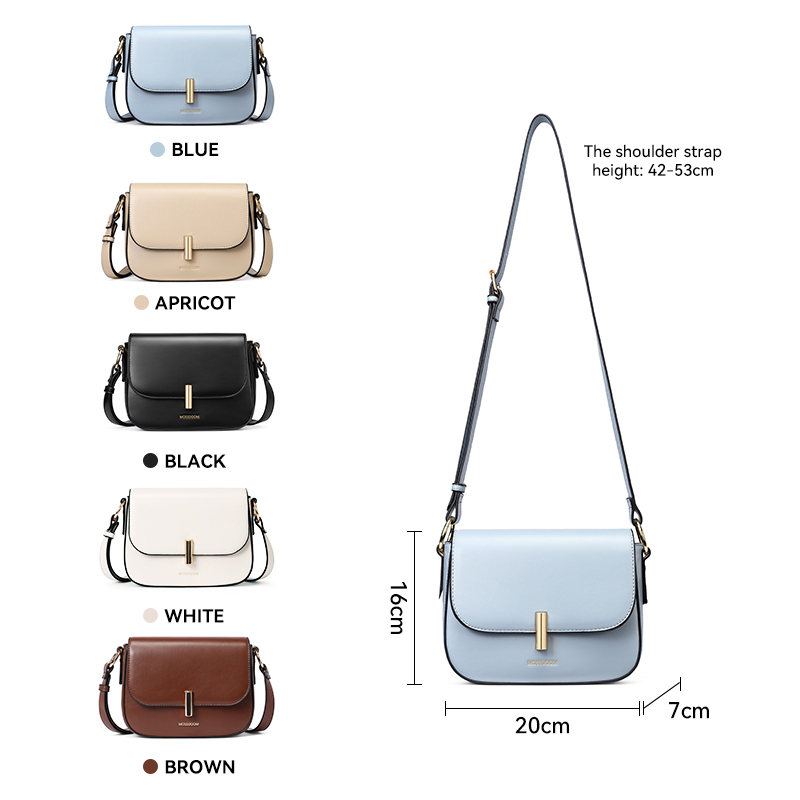 BLUE
APRICOT
BLACK
WHITE
BROWN
The shoulder strap
height: 42-53cm
16cm
20cm
7cm